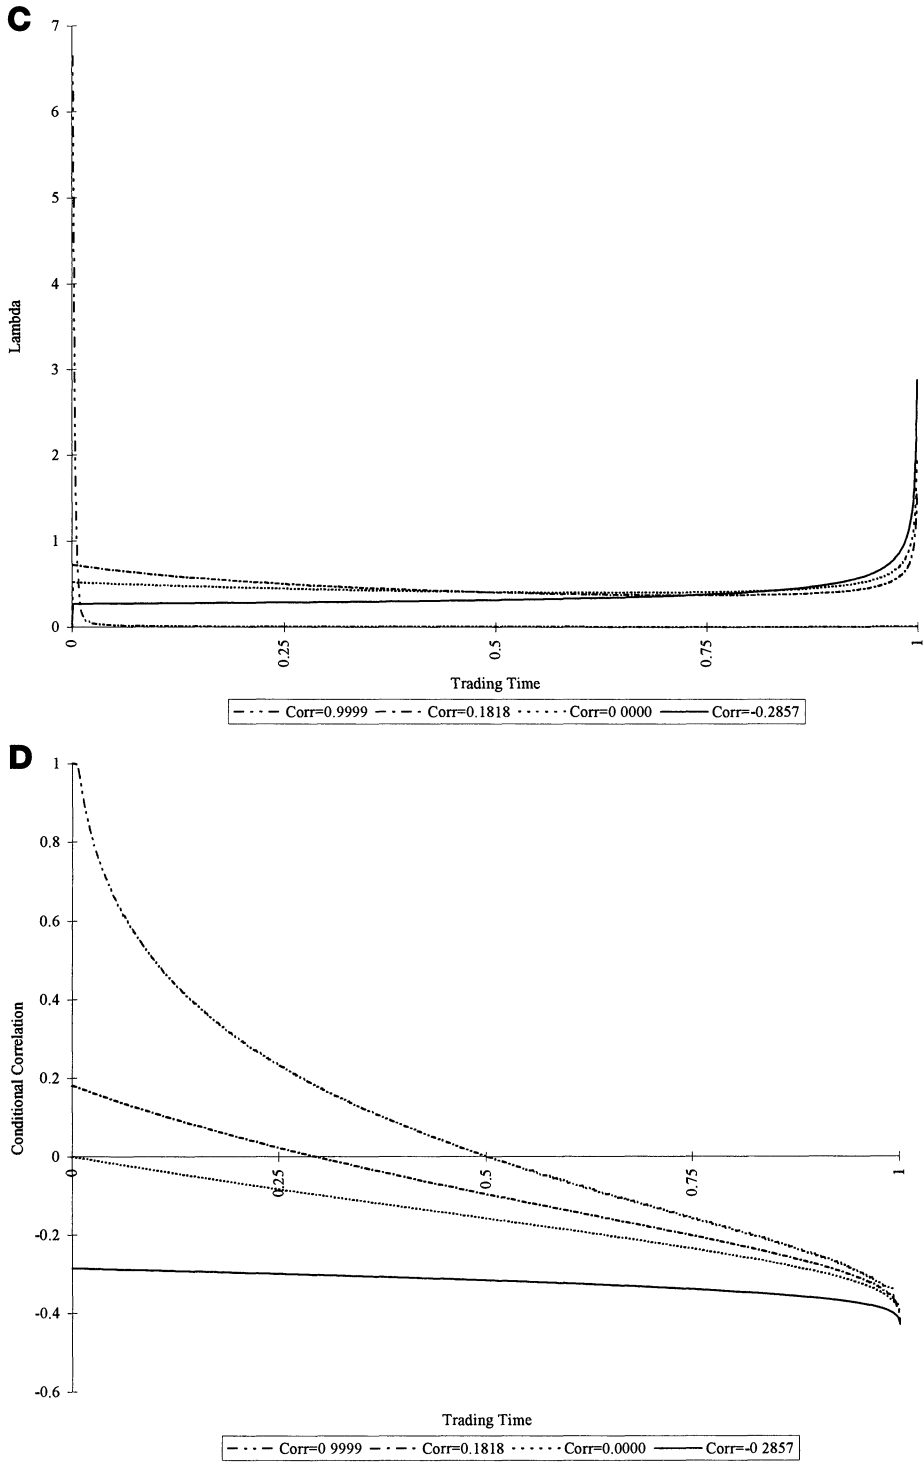 C
7
6
5
4
3
2
1
0
Lambda
0 0.25 0.5 0.75 1
Trading Time
Corr=0.9999 Corr=0.1818 Corr=0 0000 Corr=-0.2857
D
1
0.8
0.6
0.4
0.2
0
-0.2
-0.4
-0.6
Conditional Correlation
0 0.25 0.5 0.75 1
Trading Time
Corr=0 9999 Corr=0.1818 Corr=0.0000 Corr=-0 2857